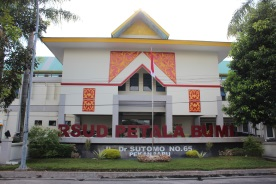 RSUD PETALA BUMI
Jl. Dr SUTOMO NO.65
PEKANBARU